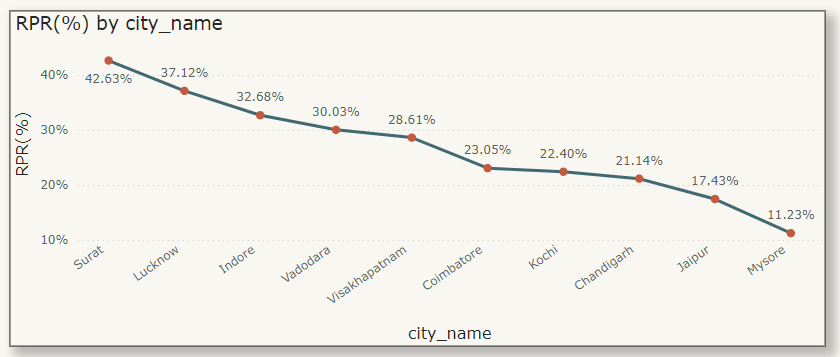 RPR(%) by city_name
RPR(%)
40%
30%
20%
10%
42.63%
37.12%
32.68%
30.03%
28.61%
23.05%
22.40%
21.14%
17.43%
11.23%
Surat
Lucknow
Indore
Vadodara
Visakhapatnam
Coimbatore
Kochi
Chandigarh
Jaipur
Mysore
city_name